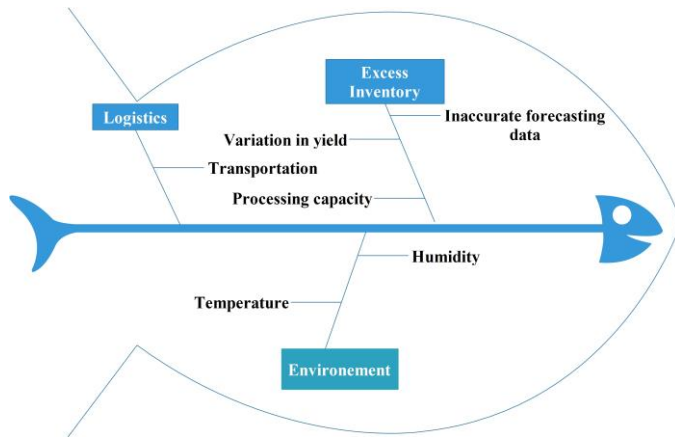 Excess
Inventory
Logistics
Inaccurate forecasting
data
Variation in yield
Transportation
Processing capacity
Humidity
Temperature
Environement